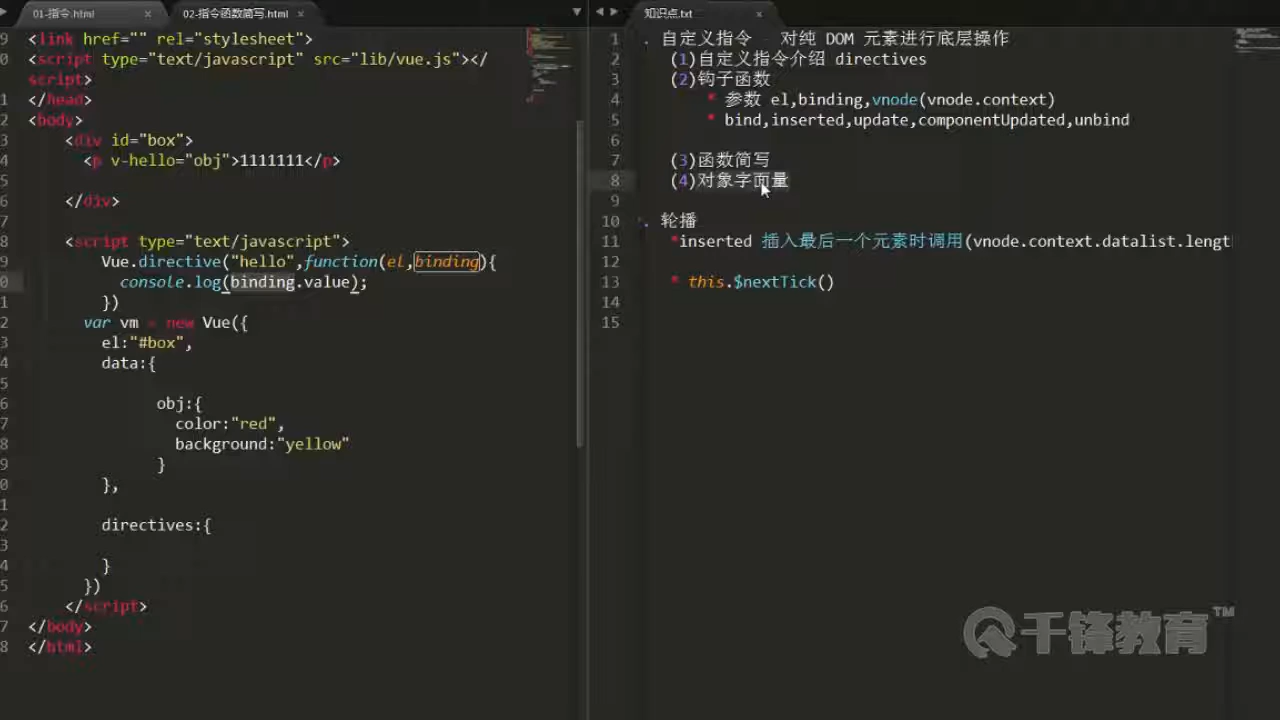 01-指令.html
02-指令函数简写.html
知识点.txt
9 <link href="" rel="stylesheet">
0 <script type="text/javascript" src="lib/vue.js"></
script>
1 </head>
2 <body>
3 <div id="box">
4 <p v-hello="obj">1111111</p>
5
6 </div>
7
8 <script type="text/javascript">
9 Vue.directive("hello",function(el,binding){
0 console.log(binding.value);
1 })
2 var vm = new Vue({
3 el:"#box",
4 data:{
5
6 obj:{
7 color:"red",
8 background:"yellow"
9 }
0 },
1
2 directives:{
3
4 }
5 })
6 </script>
7 </body>
8 </html>
1 . 自定义指令 - 对纯 DOM 元素进行底层操作
2 (1)自定义指令介绍 directives
3 (2)钩子函数
4 * 参数 el,binding,vnode(vnode.context)
5 * bind,inserted,update,componentUpdated,unbind
6
7 (3)函数简写
8 (4)对象字面量
9
10 . 轮播
11 *inserted 插入最后一个元素时调用(vnode.context.datalist.lengt
12
13 * this.$nextTick()
14
15
千锋教育™